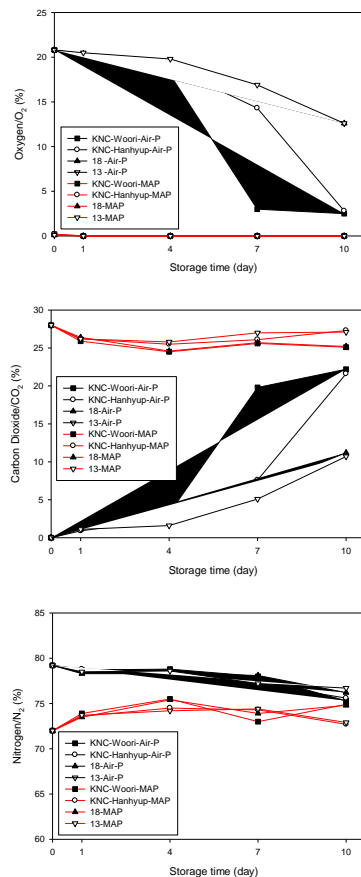 25
20
15
10
5
0
Oxygen/O2 (%)
KNC-Woori-Air-P
KNC-Hanhyup-Air-P
18 -Air-P
13 -Air-P
KNC-Woori-MAP
KNC-Hanhyup-MAP
18-MAP
13-MAP
0 1 4 7 10
Storage time (day)
30
25
20
15
10
5
0
Carbon Dioxide/CO2 (%)
KNC-Woori-Air-P
KNC-Hanhyup-Air-P
18-Air-P
13-Air-P
KNC-Woori-MAP
KNC-Hanhyup-MAP
18-MAP
13-MAP
0 1 4 7 10
Storage time (day)
85
80
75
70
65
60
Nitrogen/N2 (%)
KNC-Woori-Air-P
KNC-Hanhyup-Air-P
18-Air-P
13-Air-P
KNC-Woori-MAP
KNC-Hanhyup-MAP
18-MAP
13-MAP
0 1 4 7 10
Storage time (day)